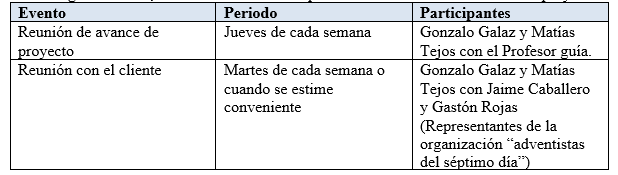 Evento Periodo Participantes
Reunión de avance de proyecto Jueves de cada semana Gonzalo Galaz y Matías Tejos con el Profesor guía.
Reunión con el cliente Martes de cada semana o cuando se estime conveniente Gonzalo Galaz y Matías Tejos con Jaime Caballero y Gastón Rojas (Representantes de la organización “adventistas del séptimo día”)